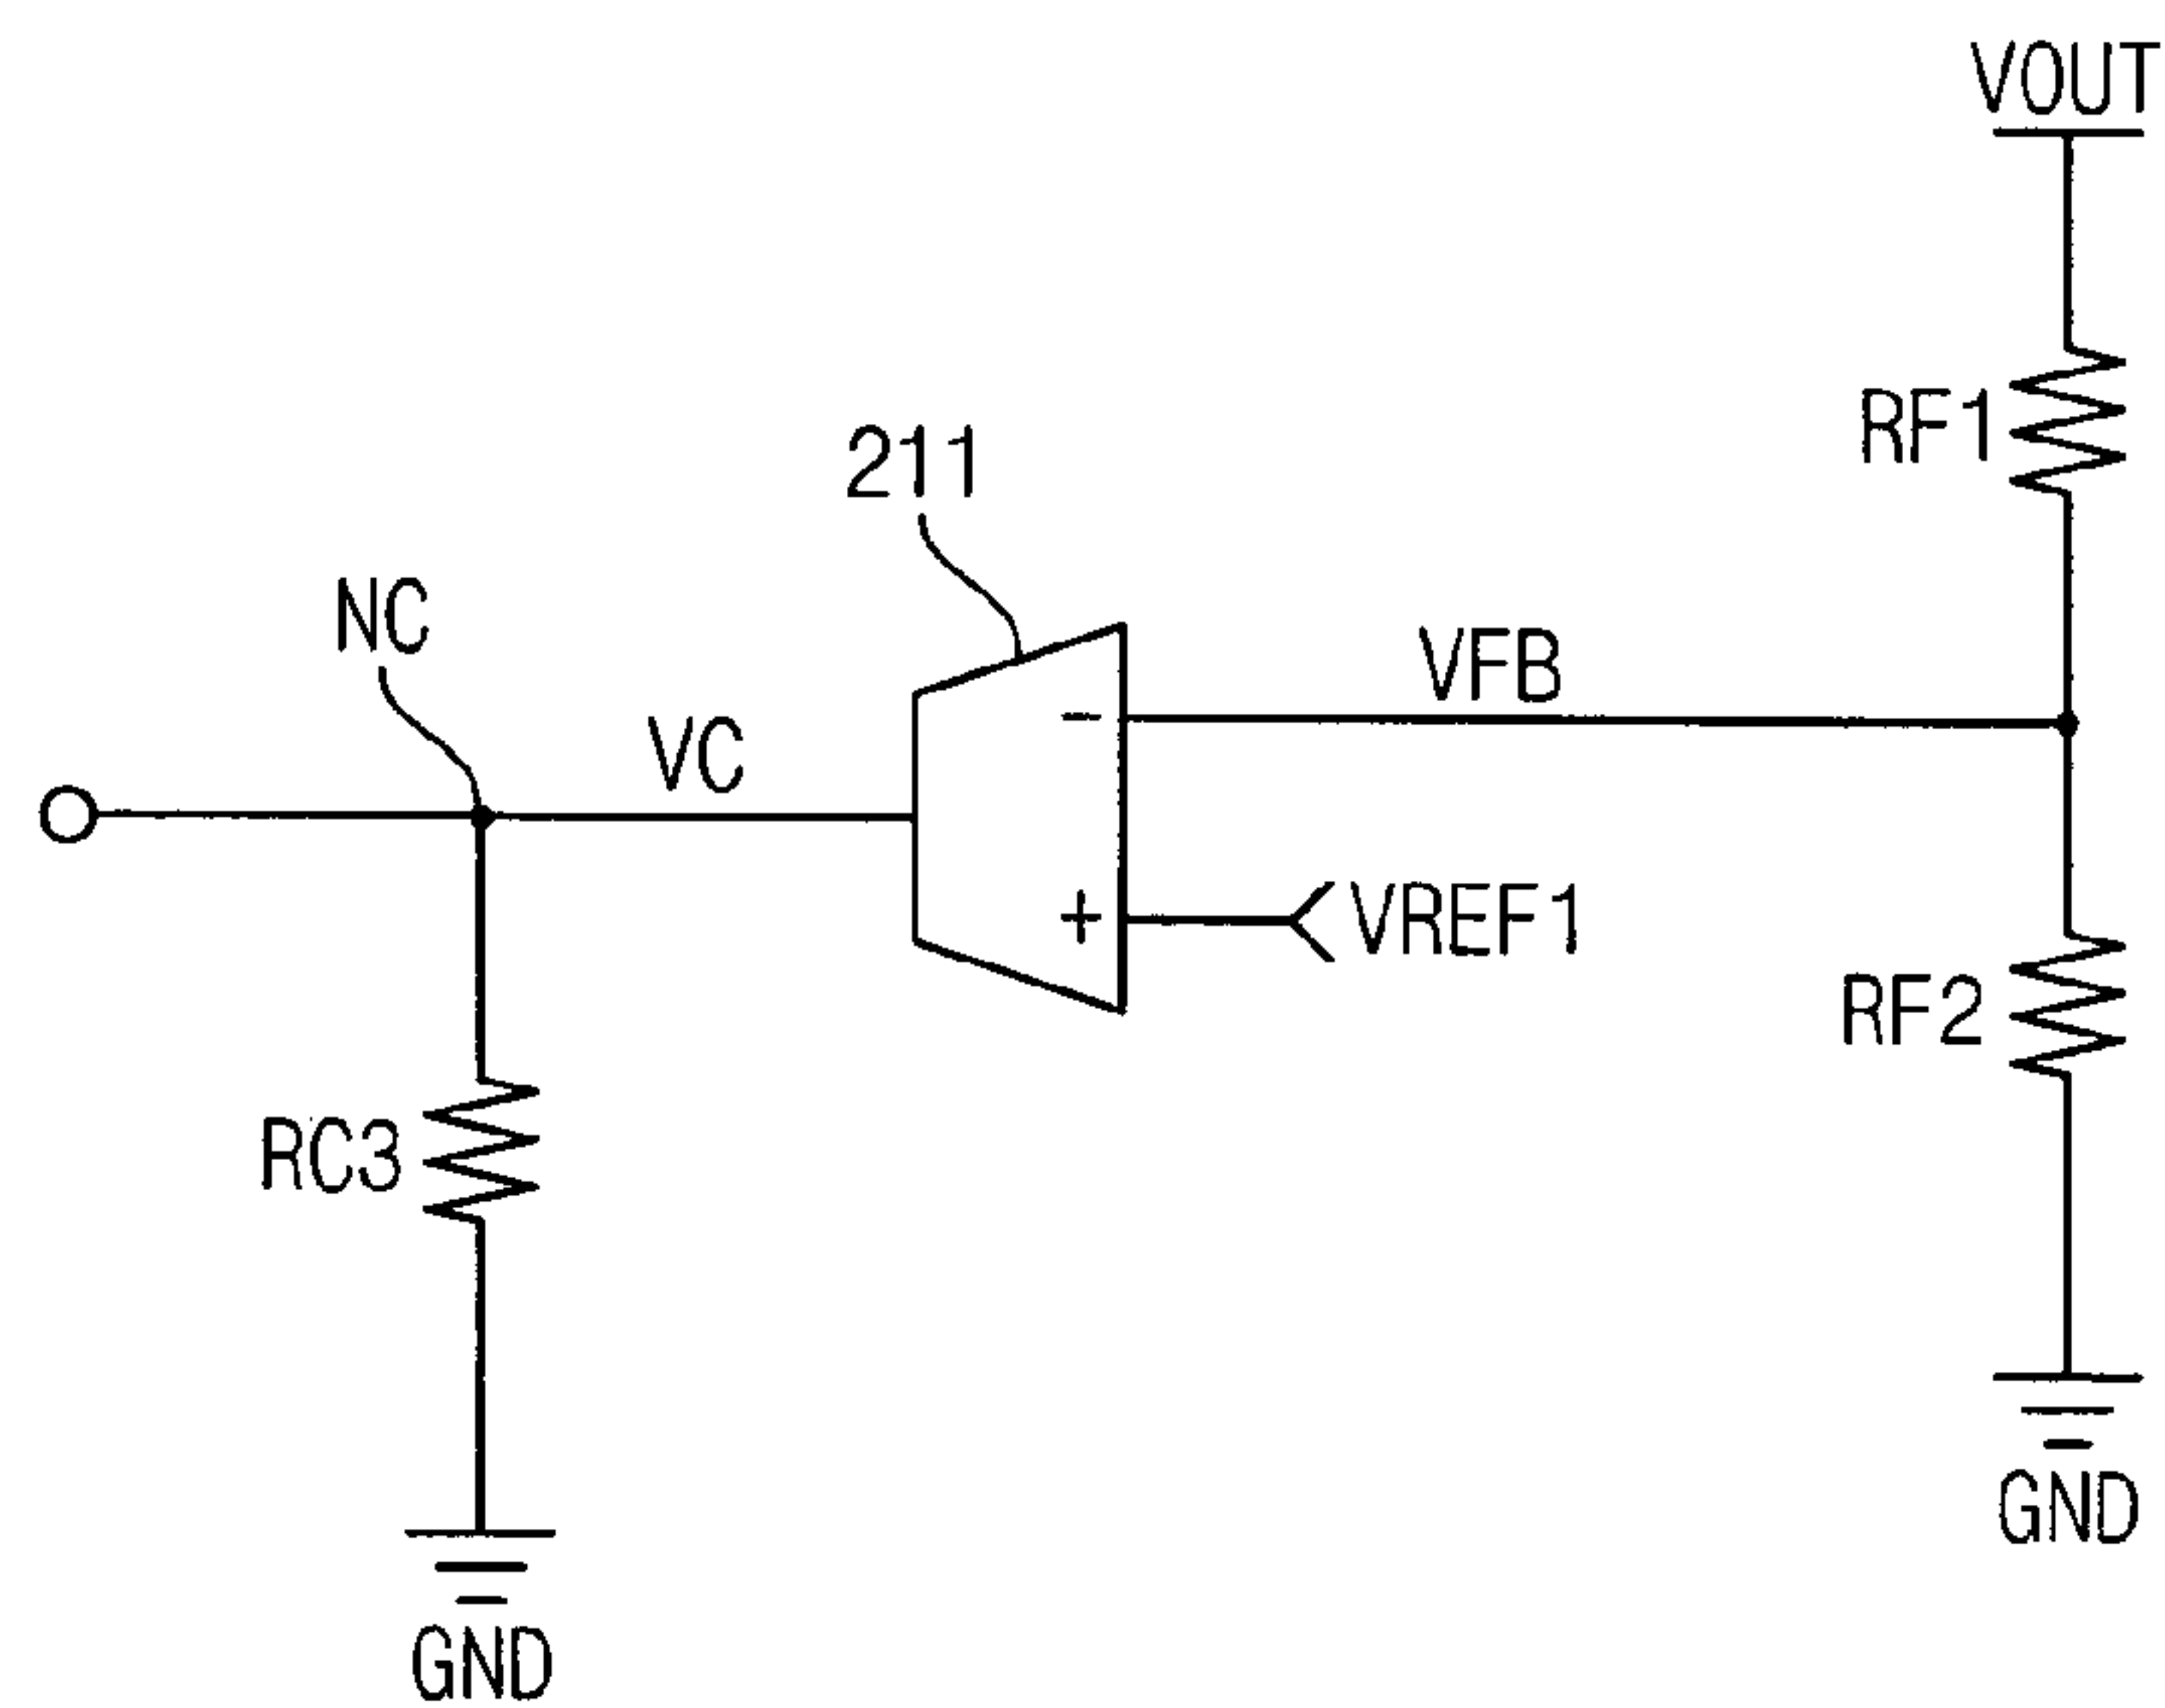 VOUT
RF1
211
NC
VFB
VC
-
+
VREF1
RF2
RC3
GND
GND